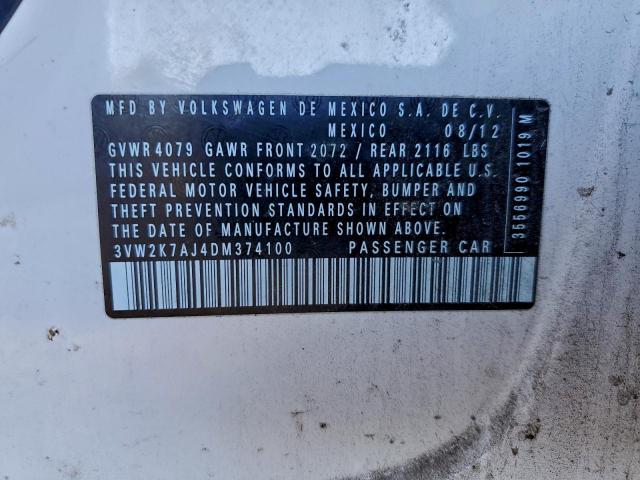 MFD BY VOLKSWAGEN DE MEXICO S.A. DE C.V.
MEXICO 08/12
GVWR 4079 GAWR FRONT 2072 / REAR 2116 LBS
THIS VEHICLE CONFORMS TO ALL APPLICABLE U.S.
FEDERAL MOTOR VEHICLE SAFETY, BUMPER AND
THEFT PREVENTION STANDARDS IN EFFECT ON
THE DATE OF MANUFACTURE SHOWN ABOVE.
3VW2K7AJ4DM374100 PASSENGER CAR
3556990 1019 M